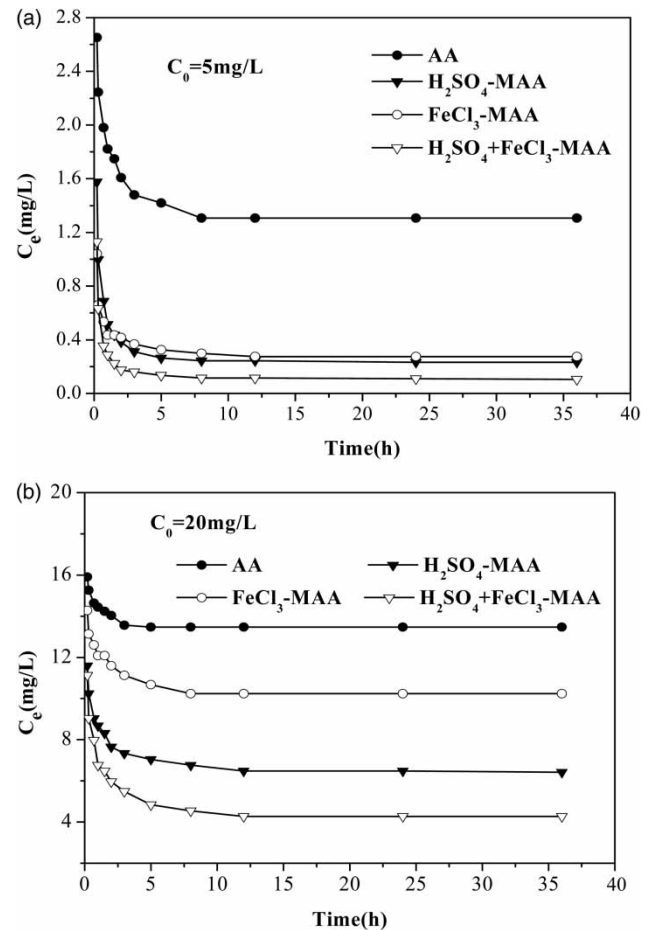 (a)
2.8
2.4
2.0
1.6
1.2
0.8
0.4
0.0
C₀=5mg/L
AA
H₂SO₄-MAA
FeCl₃-MAA
H₂SO₄+FeCl₃-MAA
Cₑ(mg/L)
0 5 10 15 20 25 30 35 40
Time(h)
(b)
20
16
12
8
4
C₀=20mg/L
AA H₂SO₄-MAA
FeCl₃-MAA H₂SO₄+FeCl₃-MAA
Cₑ(mg/L)
0 5 10 15 20 25 30 35 40
Time(h)